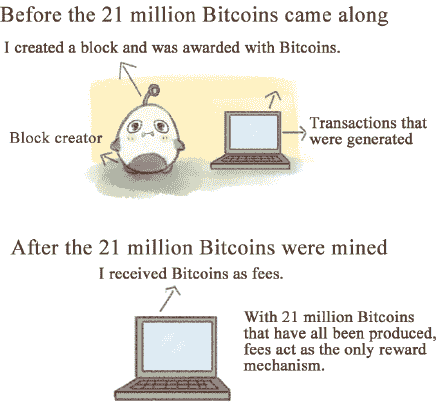 Before the 21 million Bitcoins came along
I created a block and was awarded with Bitcoins.
Block creator
Transactions that
were generated
After the 21 million Bitcoins were mined
I received Bitcoins as fees.
With 21 million Bitcoins
that have all been produced,
fees act as the only reward
mechanism.